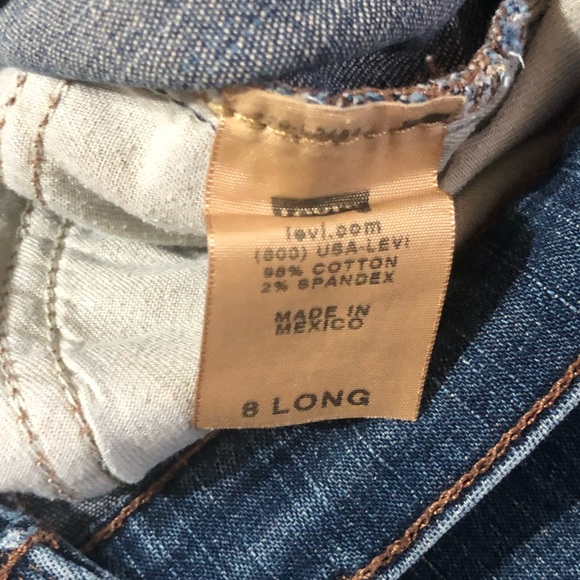 levi.com
(800) USA-LEVI
98% COTTON
2% SPANDEX
MADE IN
MEXICO
8 LONG